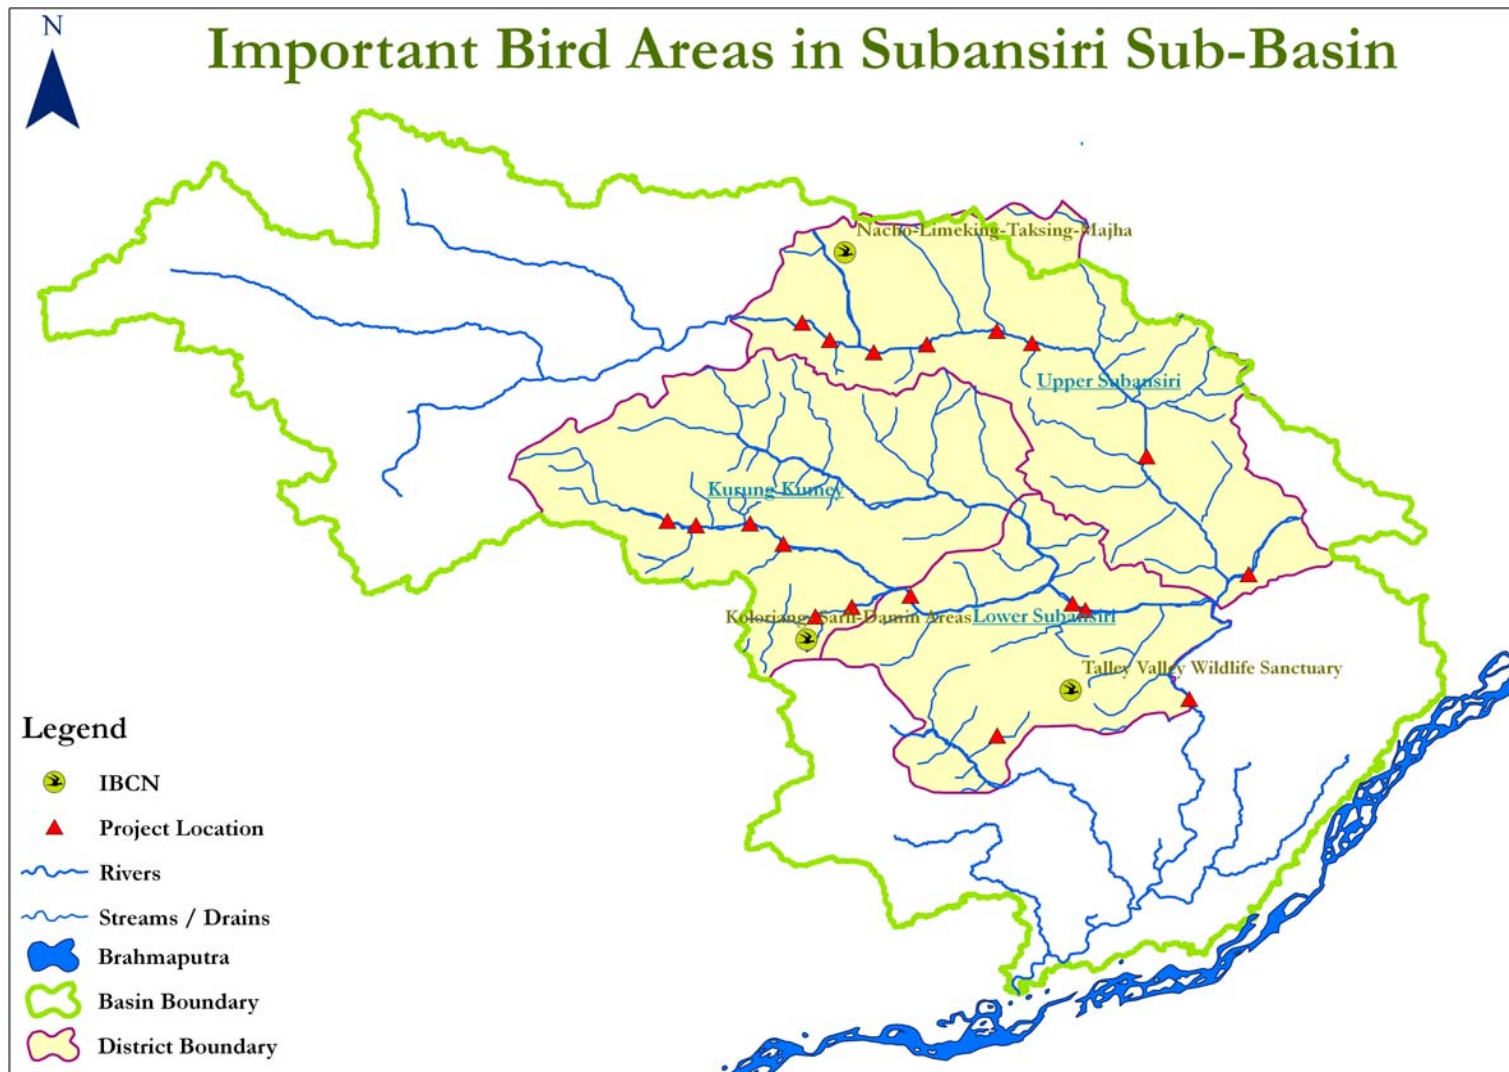 N
Important Bird Areas in Subansiri Sub-Basin
Nacho-Limeking-Taksing-Majha
Upper Subansiri
Kurung Kumey
Koloriang- Sarli-Damin Areas
Lower Subansiri
Talley Valley Wildlife Sanctuary
Legend
IBCN
Project Location
Rivers
Streams / Drains
Brahmaputra
Basin Boundary
District Boundary